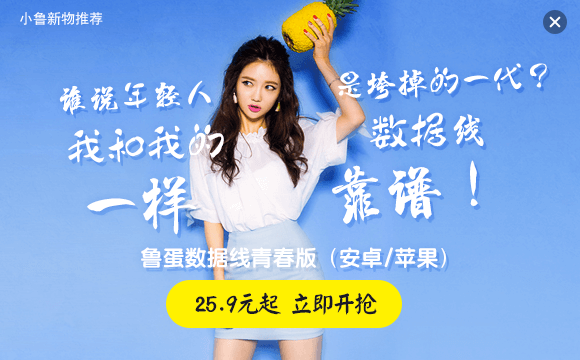 小鲁新物推荐
谁说年轻人 是垮掉的一代？
我和我的 数据线
一样 靠谱！
鲁蛋数据线青春版（安卓/苹果）
25.9元起 立即开抢